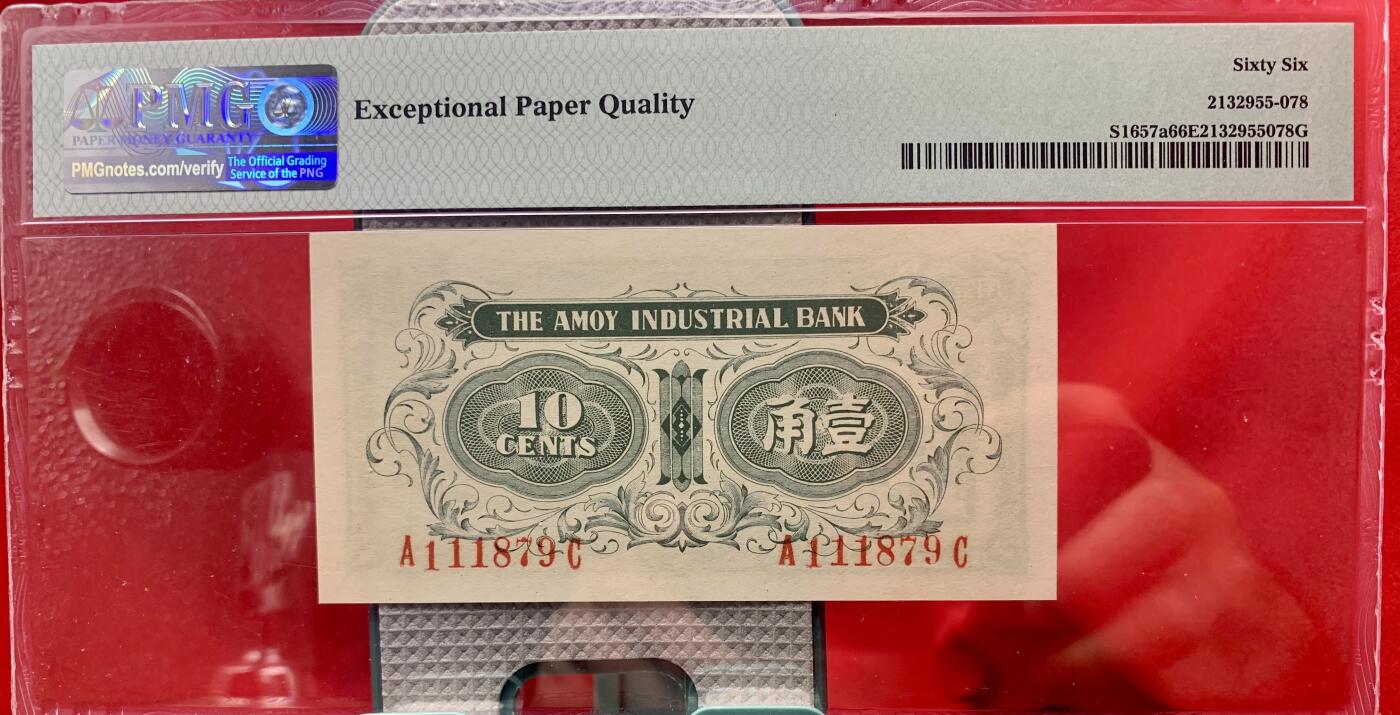 PMG
PAPER MONEY GUARANTY
PMGnotes.com/verify
The Official Grading
Service of the PNG
Exceptional Paper Quality
Sixty Six
2132955-078
S1657a66E2132955078G
THE AMOY INDUSTRIAL BANK
10
CENTS
角壹
A111879C
A111879C